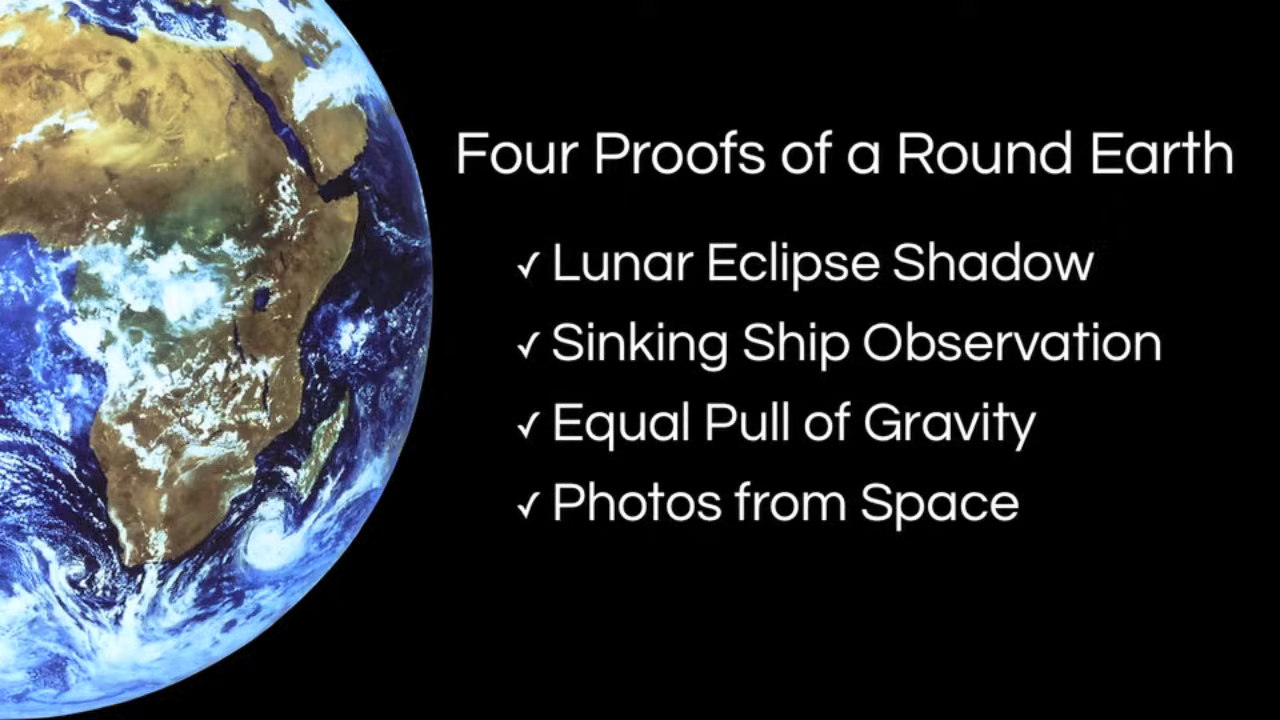 Four Proofs of a Round Earth
✓ Lunar Eclipse Shadow
✓ Sinking Ship Observation
✓ Equal Pull of Gravity
✓ Photos from Space